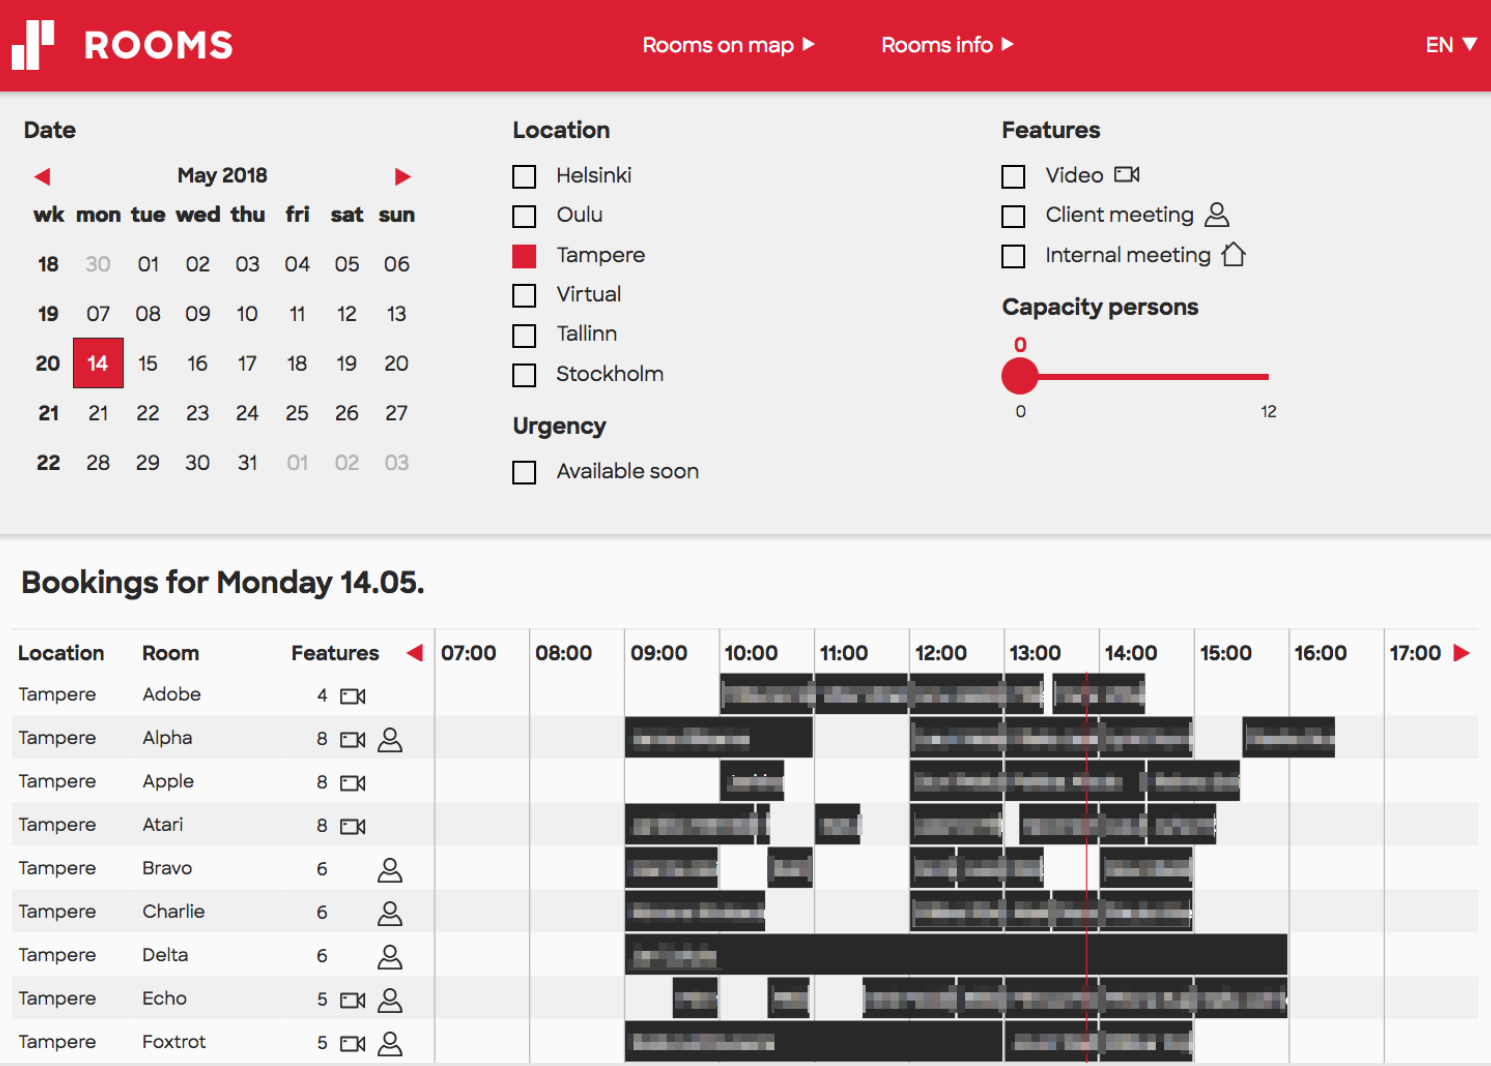 ROOMS
Rooms on map
Rooms info
EN
Date
May 2018
wk mon tue wed thu fri sat sun
18 30 01 02 03 04 05 06
19 07 08 09 10 11 12 13
20 14 15 16 17 18 19 20
21 21 22 23 24 25 26 27
22 28 29 30 31 01 02 03
Location
Helsinki
Oulu
Tampere
Virtual
Tallinn
Stockholm
Urgency
Available soon
Features
Video
Client meeting
Internal meeting
Capacity persons
0
0 12
Bookings for Monday 14.05.
Location Room Features 07:00 08:00 09:00 10:00 11:00 12:00 13:00 14:00 15:00 16:00 17:00
Tampere Adobe 4
Tampere Alpha 8
Tampere Apple 8
Tampere Atari 8
Tampere Bravo 6
Tampere Charlie 6
Tampere Delta 6
Tampere Echo 5
Tampere Foxtrot 5